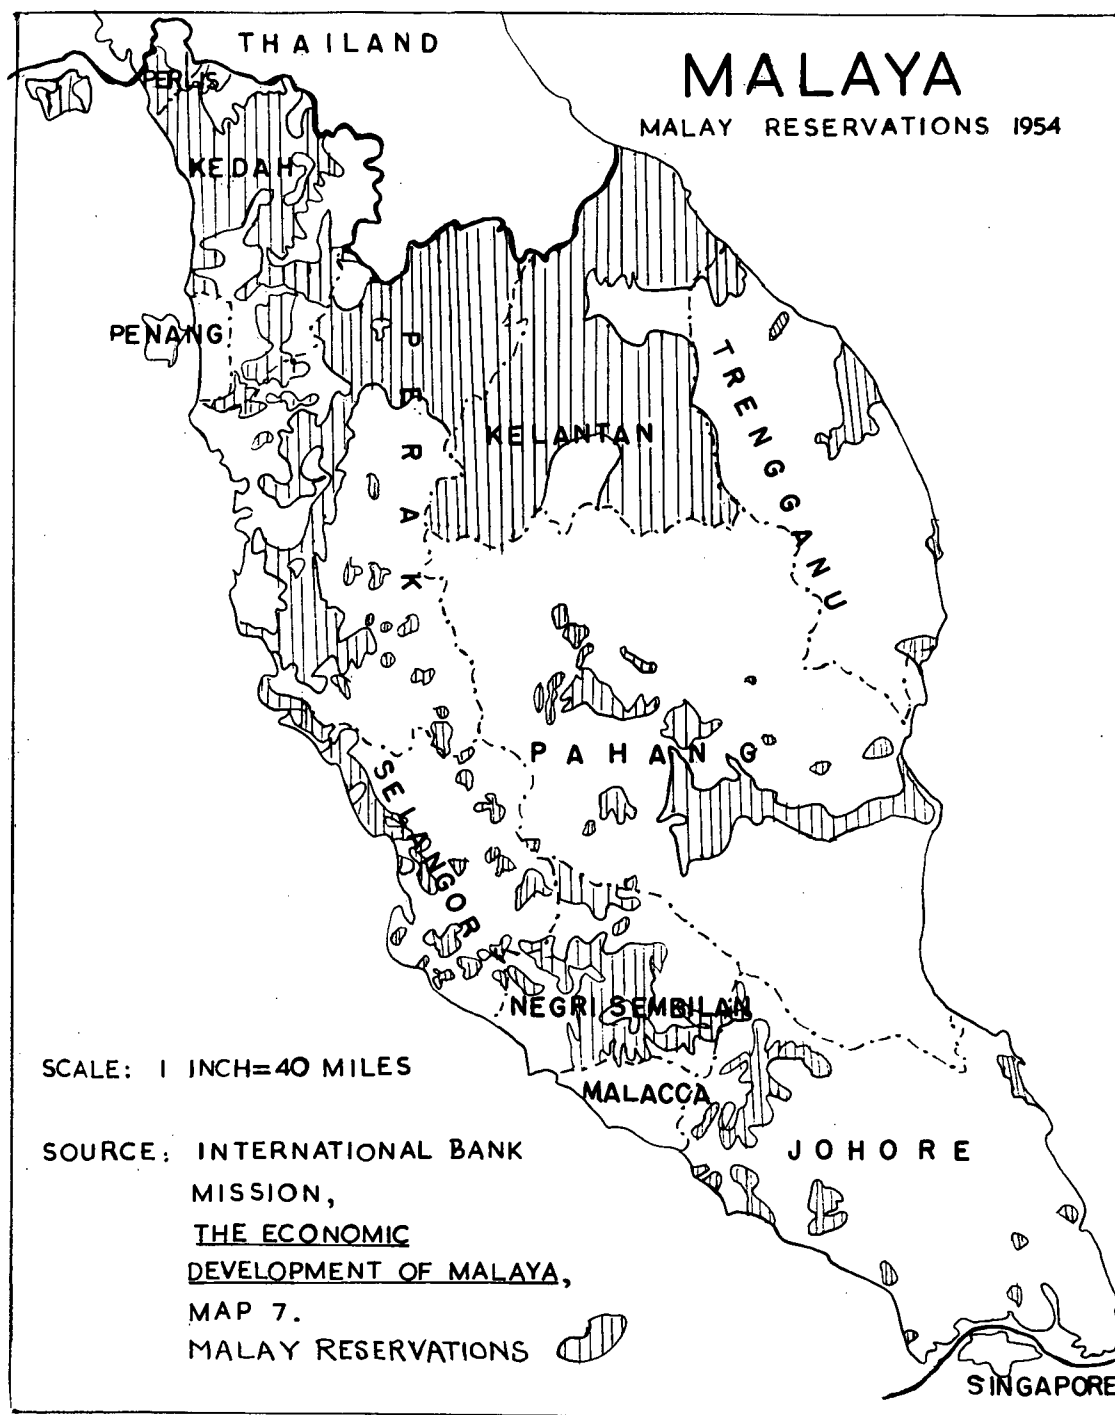 THAILAND
MALAYA
MALAY RESERVATIONS 1954
PERLIS
KEDAH
PENANG
PERAK
KELANTAN
TRENGGANU
PAHANG
SELANGOR
NEGRI SEMBILAN
MALACCA
JOHORE
SINGAPORE
SCALE: 1 INCH=40 MILES
SOURCE: INTERNATIONAL BANK
MISSION,
THE ECONOMIC
DEVELOPMENT OF MALAYA,
MAP 7.
MALAY RESERVATIONS